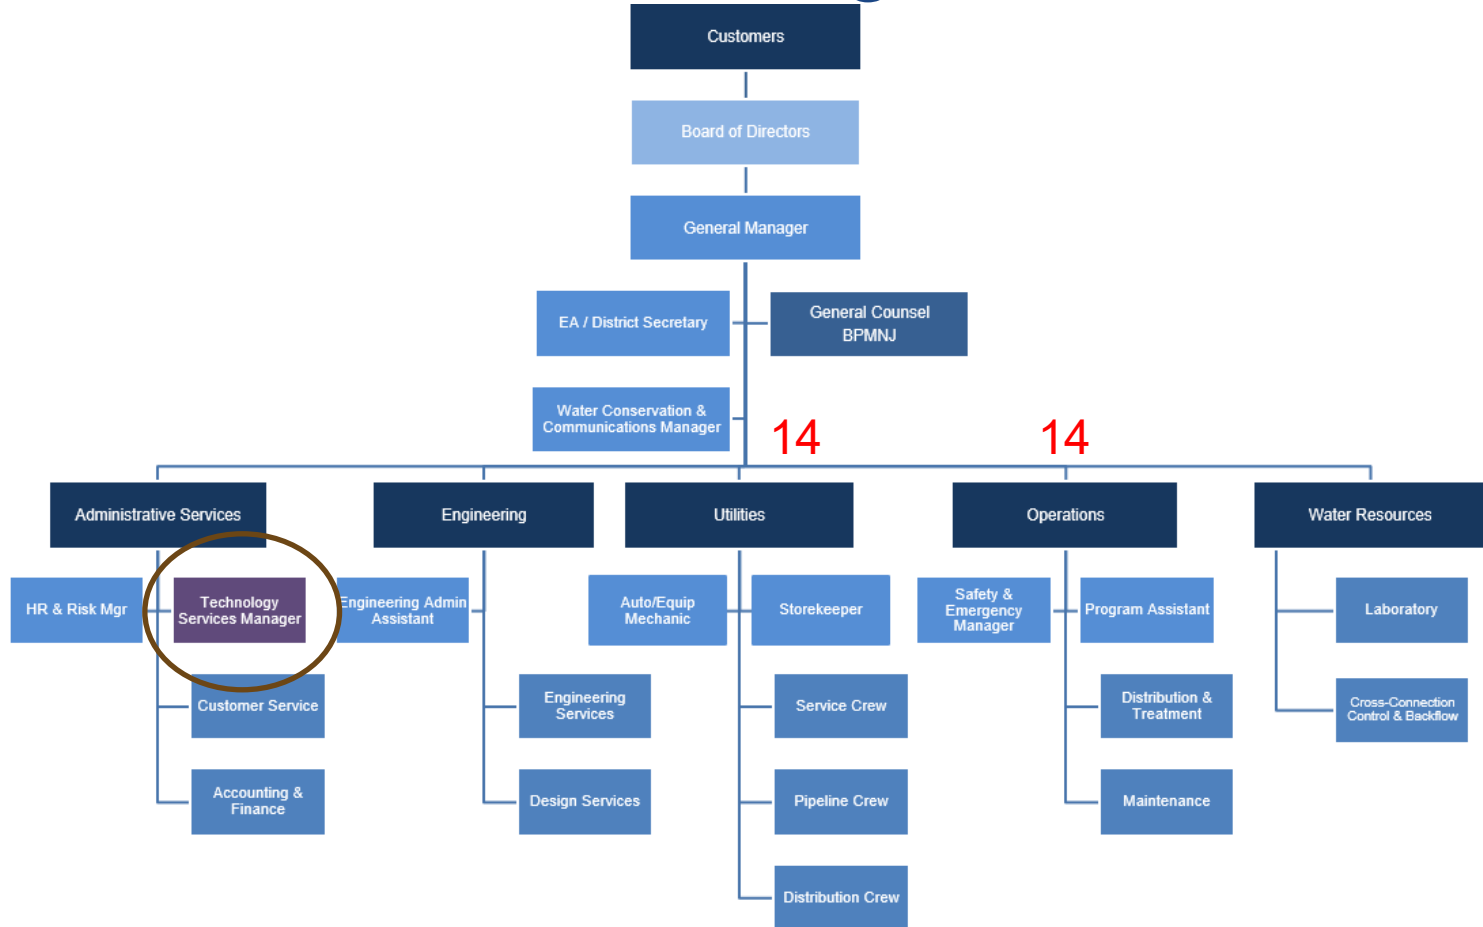 Customers
Board of Directors
General Manager
EA / District Secretary
General Counsel
BPMNJ
Water Conservation &
Communications Manager
14
14
Administrative Services
Engineering
Utilities
Operations
Water Resources
HR & Risk Mgr
Technology
Services Manager
Engineering Admin
Assistant
Auto/Equip
Mechanic
Storekeeper
Safety &
Emergency
Manager
Program Assistant
Laboratory
Customer Service
Engineering
Services
Service Crew
Distribution &
Treatment
Cross-Connection
Control & Backflow
Accounting &
Finance
Design Services
Pipeline Crew
Maintenance
Distribution Crew